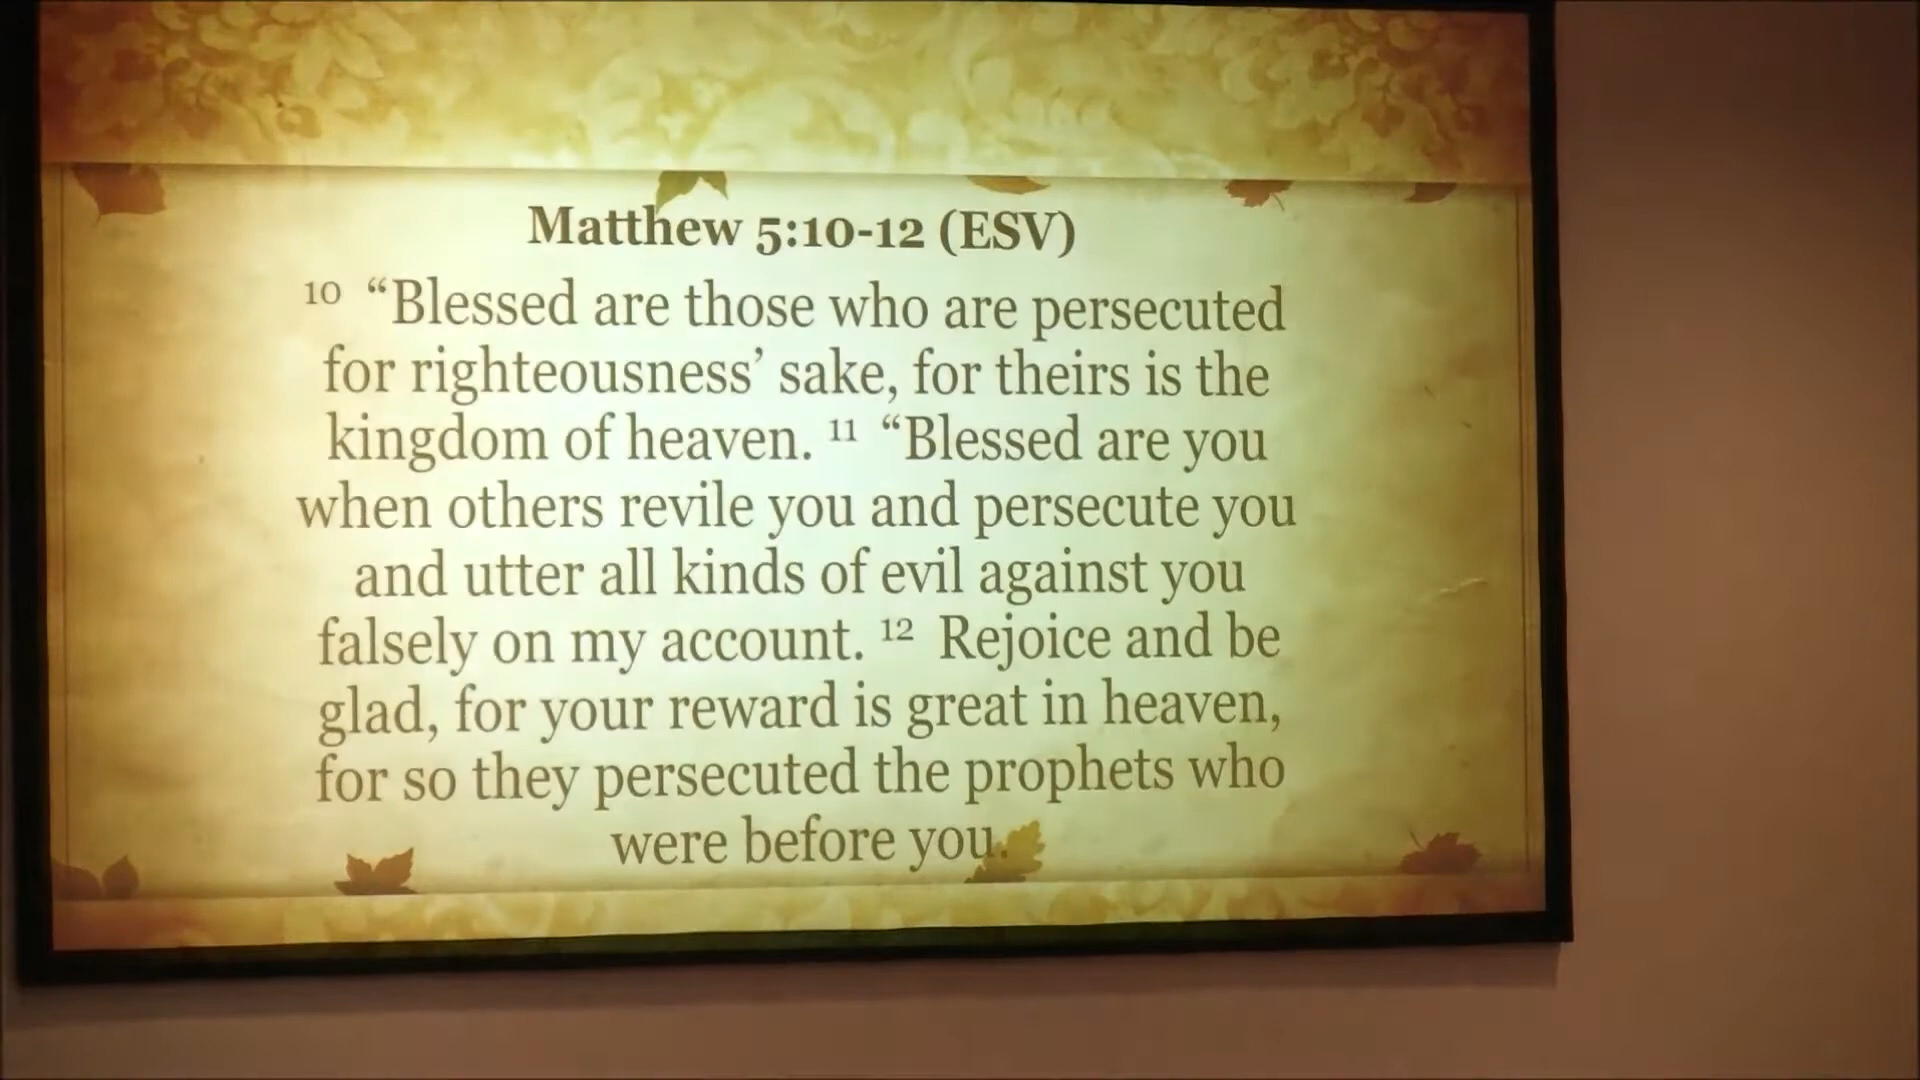 Matthew 5:10-12 (ESV)
10 “Blessed are those who are persecuted
for righteousness’ sake, for theirs is the
kingdom of heaven. 11 “Blessed are you
when others revile you and persecute you
and utter all kinds of evil against you
falsely on my account. 12 Rejoice and be
glad, for your reward is great in heaven,
for so they persecuted the prophets who
were before you.